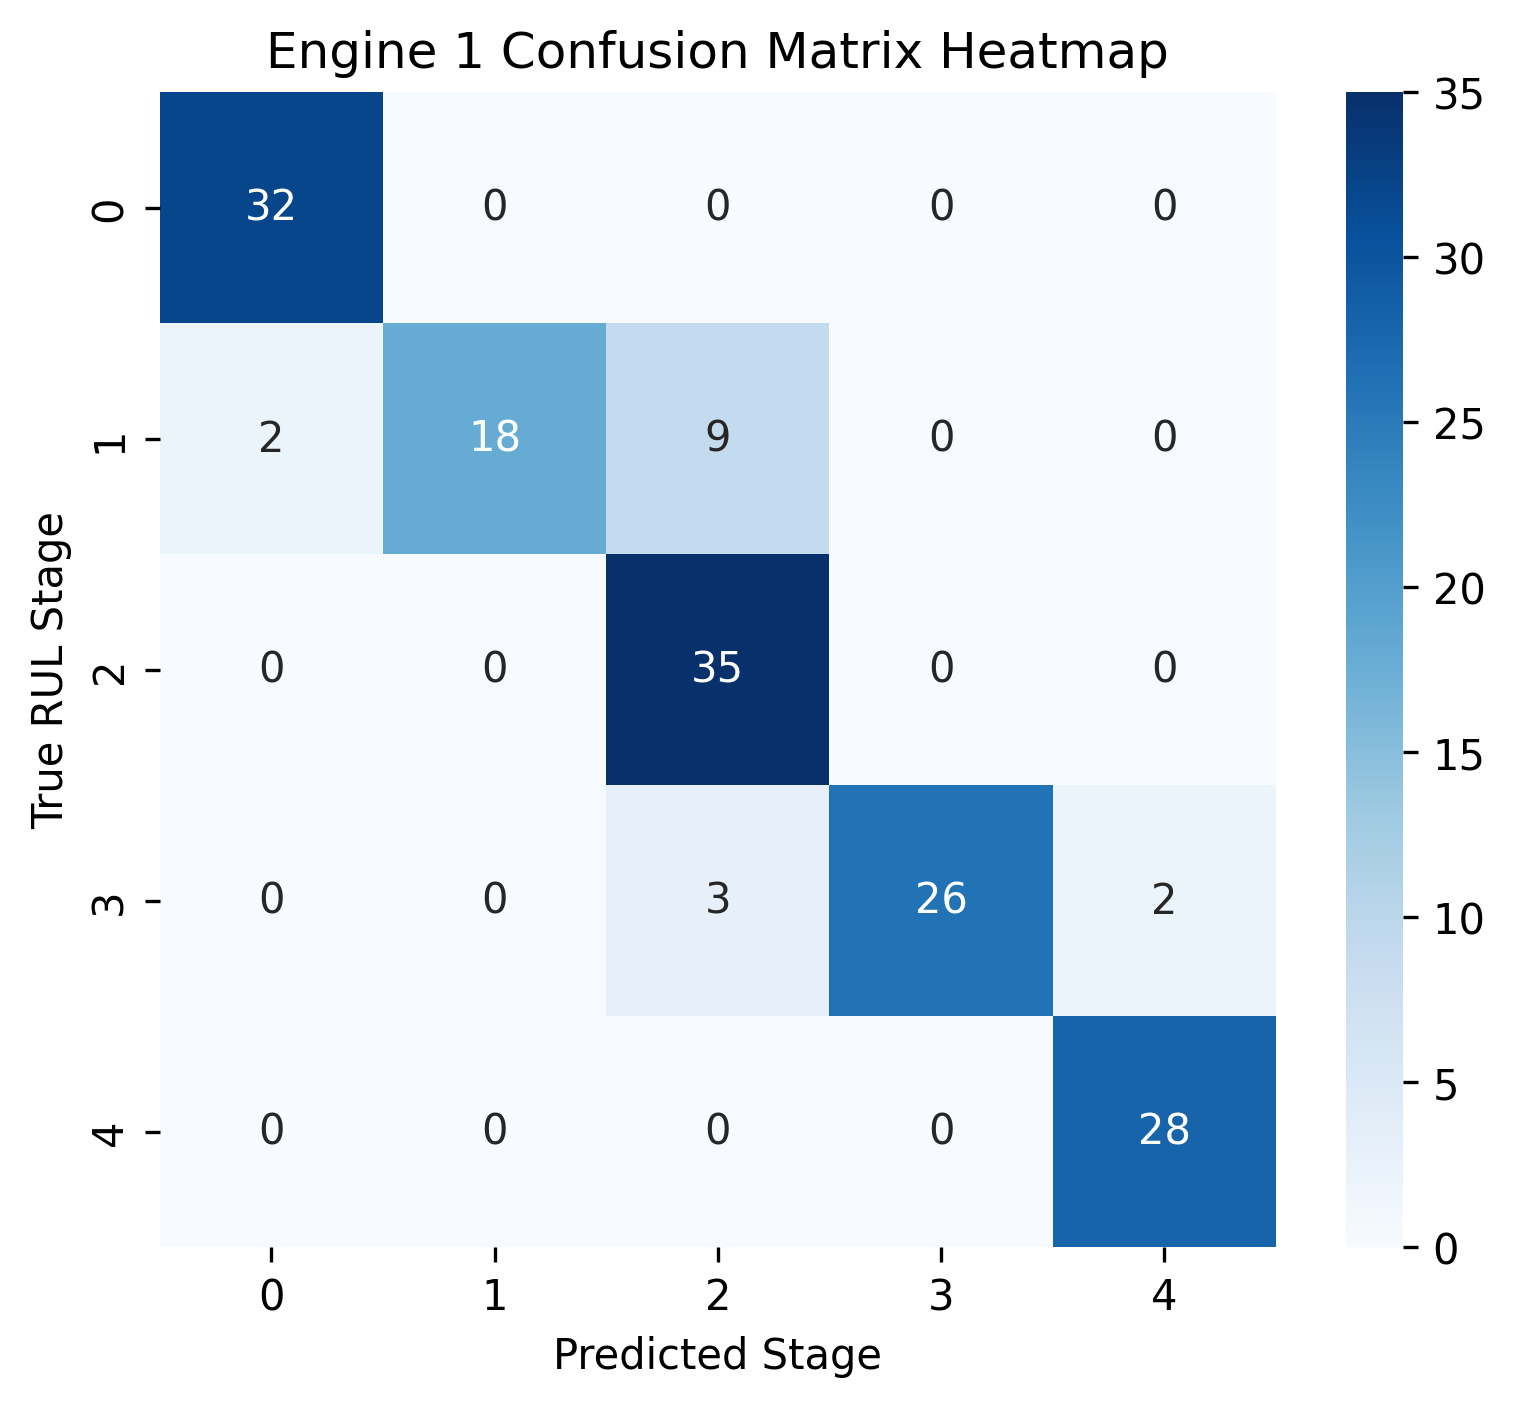 Engine 1 Confusion Matrix Heatmap
35
0 32 0 0 0 0
30
25
1 2 18 9 0 0
20
True RUL Stage
2 0 0 35 0 0
15
3 0 0 3 26 2
10
5
4 0 0 0 0 28
0
0 1 2 3 4
Predicted Stage